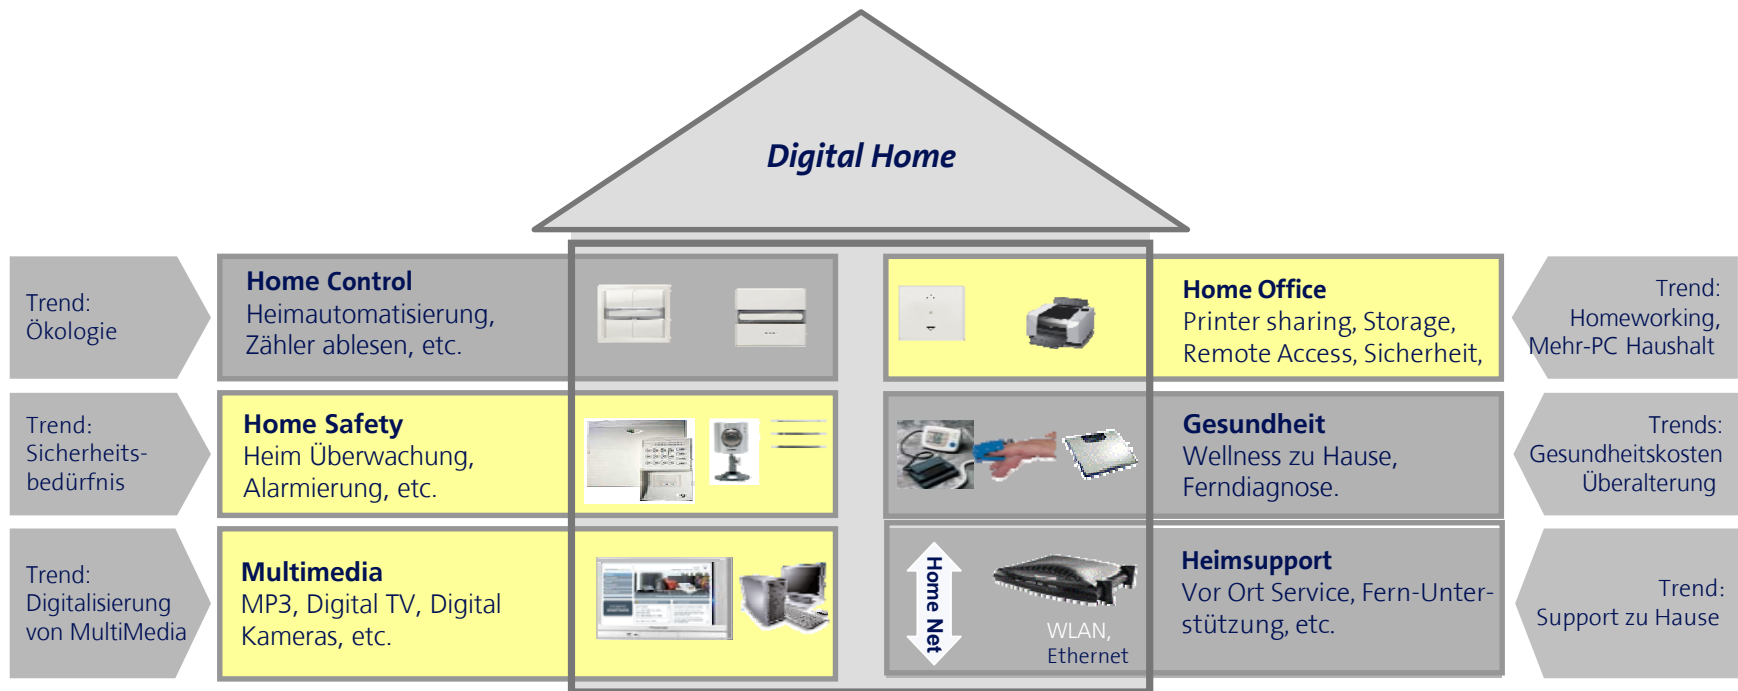 Digital Home
Trend:
Ökologie
Home Control
Heimautomatisierung,
Zähler ablesen, etc.
Home Office
Printer sharing, Storage,
Remote Access, Sicherheit,
Trend:
Homeworking,
Mehr-PC Haushalt
Trend:
Sicherheits-
bedürfnis
Home Safety
Heim Überwachung,
Alarmierung, etc.
Gesundheit
Wellness zu Hause,
Ferndiagnose.
Trends:
Gesundheitskosten
Überalterung
Trend:
Digitalisierung
von MultiMedia
Multimedia
MP3, Digital TV, Digital
Kameras, etc.
Home Net
WLAN,
Ethernet
Heimsupport
Vor Ort Service, Fern-Unter-
stützung, etc.
Trend:
Support zu Hause